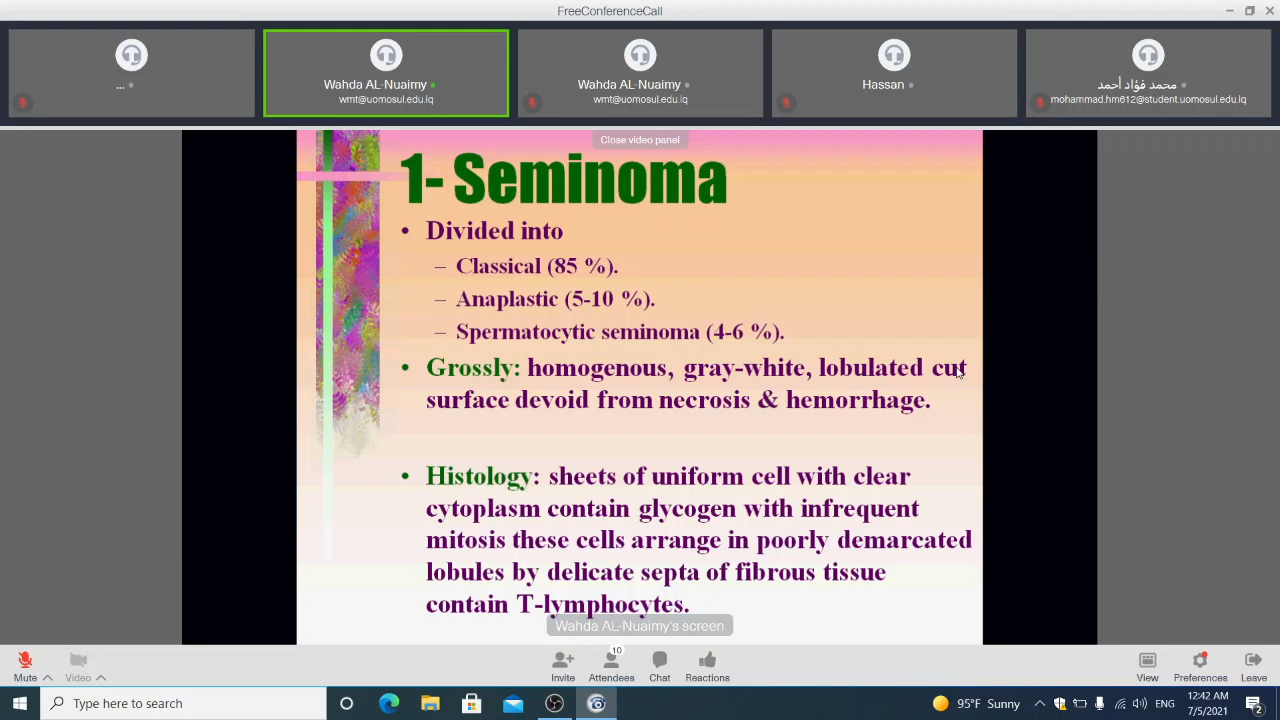 FreeConferenceCall
...
Wahda AL-Nuaimy
wmt@uomosul.edu.iq
Wahda AL-Nuaimy
wmt@uomosul.edu.iq
Hassan
محمد فؤاد أحمد
mohammad.hm612@student.uomosul.edu.iq
Close video panel
1- Seminoma
• Divided into
– Classical (85 %).
– Anaplastic (5-10 %).
– Spermatocytic seminoma (4-6 %).
• Grossly: homogenous, gray-white, lobulated cut
surface devoid from necrosis & hemorrhage.
• Histology: sheets of uniform cell with clear
cytoplasm contain glycogen with infrequent
mitosis these cells arrange in poorly demarcated
lobules by delicate septa of fibrous tissue
contain T-lymphocytes.
Wahda AL-Nuaimy's screen
Mute
Video
Invite
10
Attendees
Chat
Reactions
View
Preferences
Leave
Type here to search
95°F Sunny
ENG
12:42 AM
7/5/2021
2